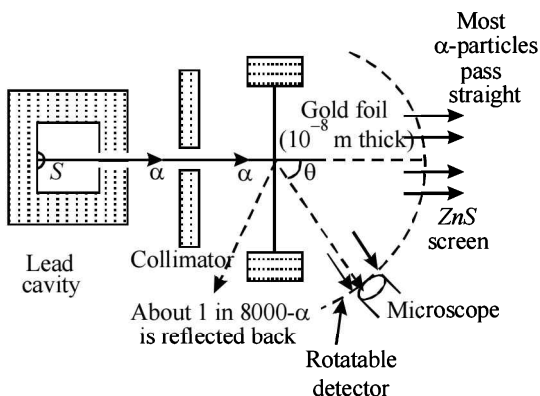 Most
α-particles
pass
straight
Gold foil
(10⁻⁸ m thick)
S
α
α
θ
ZnS
screen
Lead
cavity
Collimator
About 1 in 8000-α
is reflected back
Microscope
Rotatable
detector